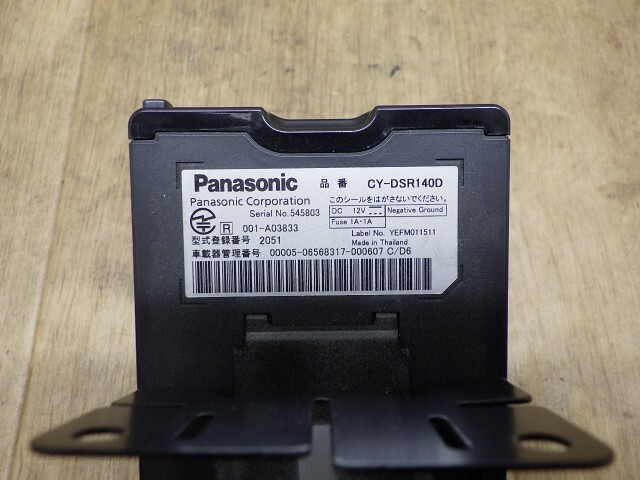 Panasonic 品番 CY-DSR140D
Panasonic Corporation このシールをはがさないでください.
Serial No. 545803 DC 12V Negative Ground
R 001-A03833 Fuse 1A・1A
Label No. YEFM011511
型式登録番号 2051 Made in Thailand
車載器管理番号 00005-06568317-000607 C/D6